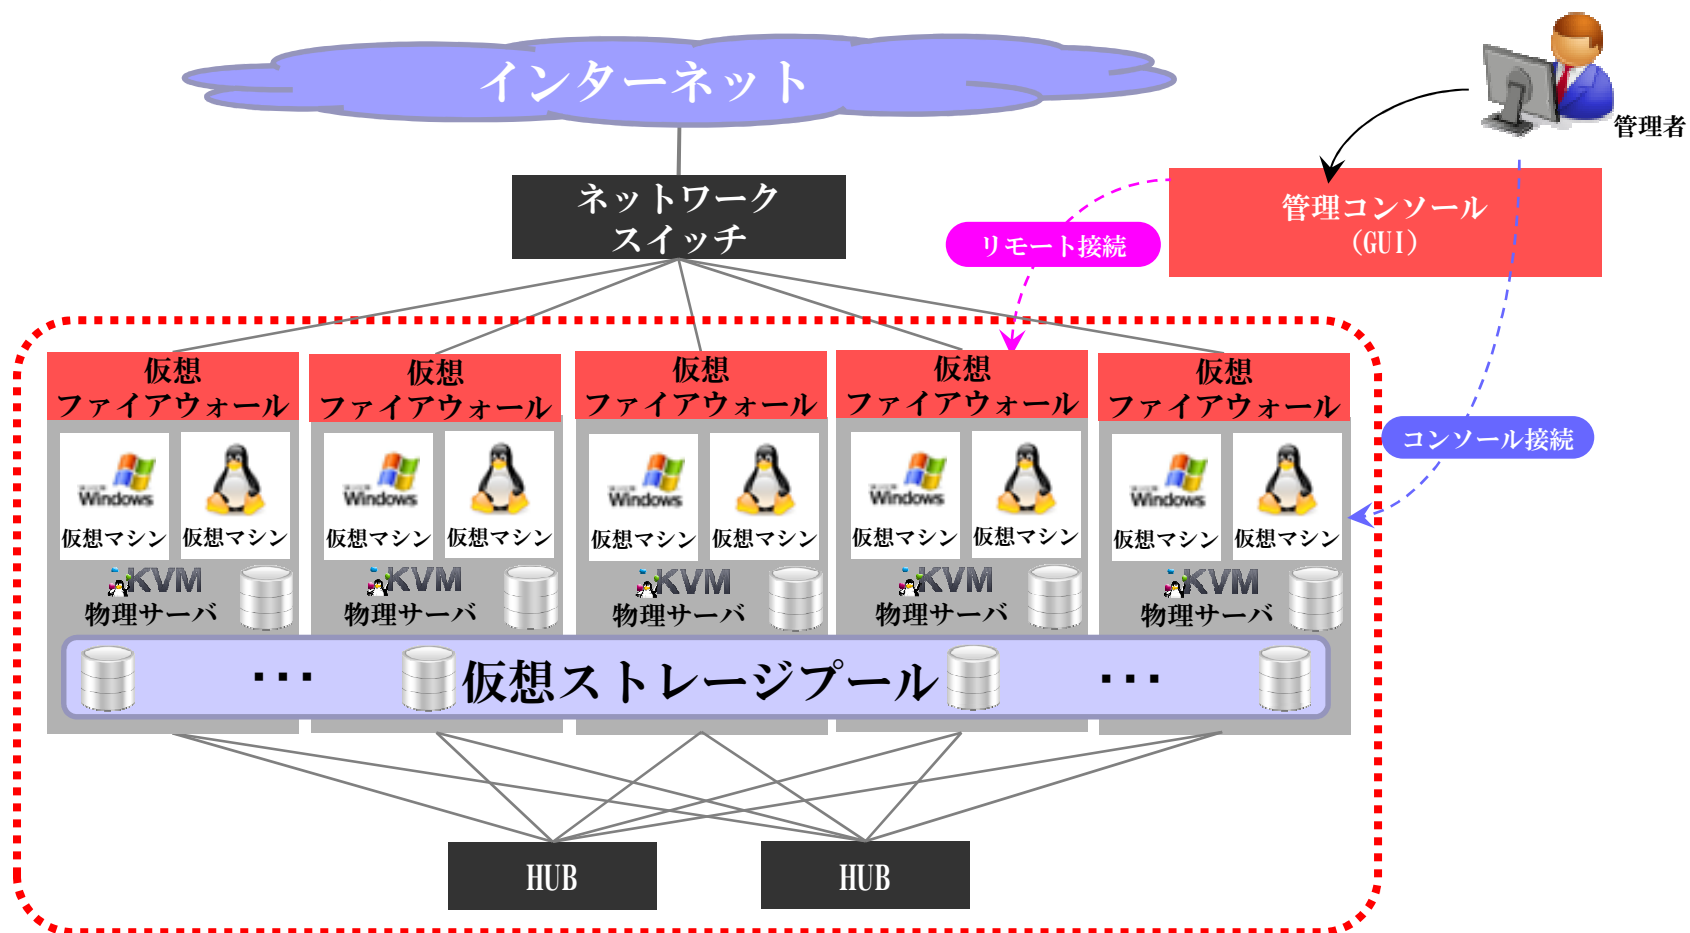 インターネット
管理者
ネットワーク
スイッチ
管理コンソール
(GUI)
リモート接続
仮想
ファイアウォール
仮想
ファイアウォール
仮想
ファイアウォール
仮想
ファイアウォール
仮想
ファイアウォール
コンソール接続
Windows
仮想マシン
仮想マシン
Windows
仮想マシン
仮想マシン
Windows
仮想マシン
仮想マシン
Windows
仮想マシン
仮想マシン
Windows
仮想マシン
仮想マシン
KVM
物理サーバ
KVM
物理サーバ
KVM
物理サーバ
KVM
物理サーバ
KVM
物理サーバ
･･･
仮想ストレージプール
･･･
HUB
HUB